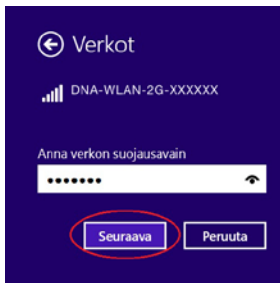 Verkot
DNA-WLAN-2G-XXXXXX
Anna verkon suojausavain
•••••••
Seuraava Peruuta